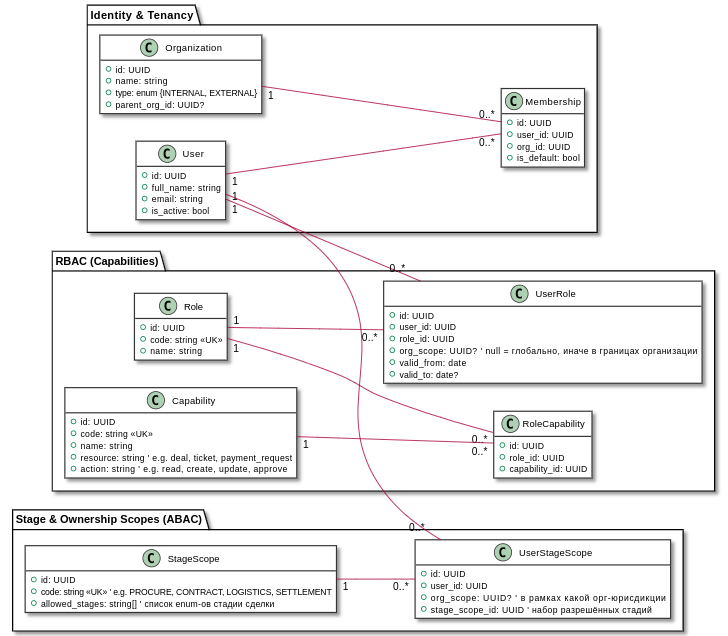 Identity & Tenancy
C Organization
id: UUID
name: string
type: enum {INTERNAL, EXTERNAL}
parent_org_id: UUID?
1
0..*
C Membership
id: UUID
user_id: UUID
org_id: UUID
is_default: bool
C User
id: UUID
full_name: string
email: string
is_active: bool
1
0..*
1
1
RBAC (Capabilities)
0..*
C Role
id: UUID
code: string «UK»
name: string
1
0..*
1
C UserRole
id: UUID
user_id: UUID
role_id: UUID
org_scope: UUID? ' null = глобально, иначе в границах организации
valid_from: date
valid_to: date?
C Capability
id: UUID
code: string «UK»
name: string
resource: string ' e.g. deal, ticket, payment_request
action: string ' e.g. read, create, update, approve
1
0..*
0..*
C RoleCapability
id: UUID
role_id: UUID
capability_id: UUID
Stage & Ownership Scopes (ABAC)
0..*
C StageScope
id: UUID
code: string «UK» ' e.g. PROCURE, CONTRACT, LOGISTICS, SETTLEMENT
allowed_stages: string[] ' список enum-ов стадии сделки
1
0..*
C UserStageScope
id: UUID
user_id: UUID
org_scope: UUID? ' в рамках какой орг-юрисдикции
stage_scope_id: UUID ' набор разрешённых стадий